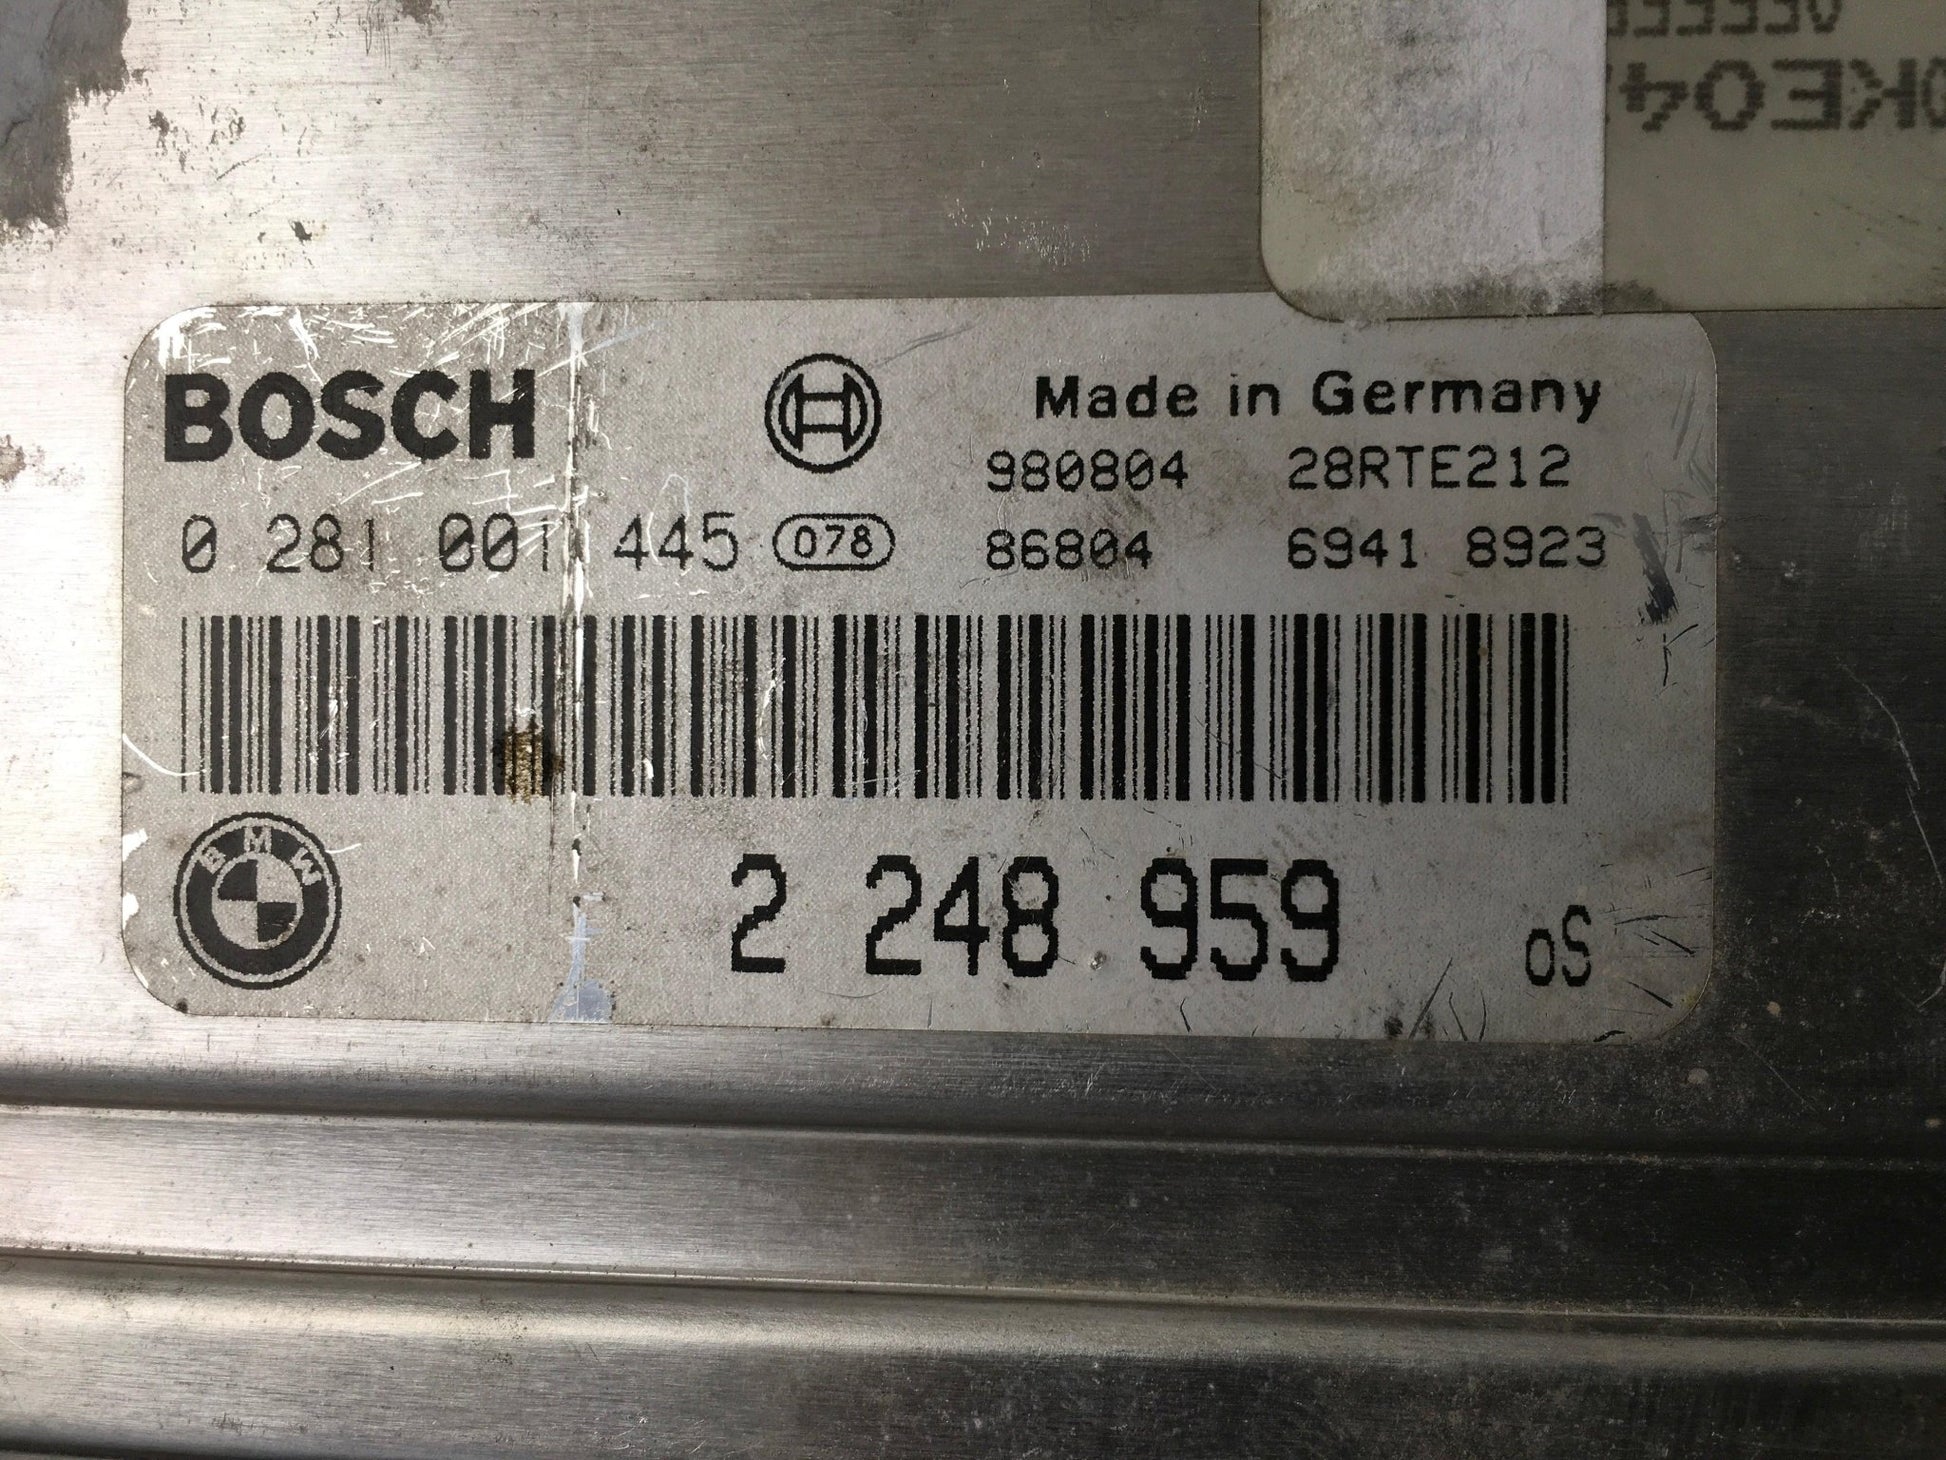 BOSCH
Made in Germany
980804 28RTE212
0 281 001 445 078 86804 6941 8923
BMW
2 248 959 oS